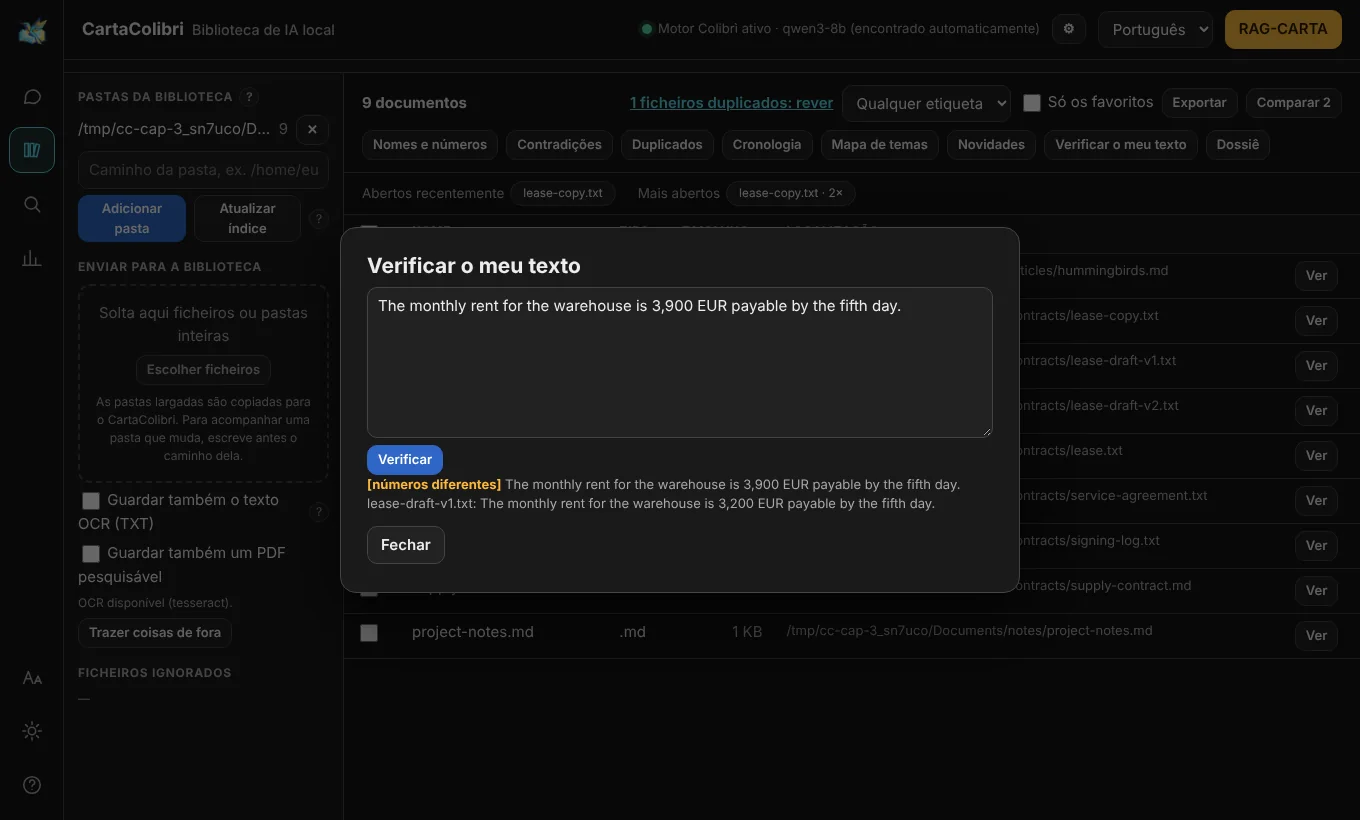 CartaColibri Biblioteca de IA local
Motor Colibrì ativo · qwen3-8b (encontrado automaticamente)
Português
RAG-CARTA
PASTAS DA BIBLIOTECA ?
/tmp/cc-cap-3_sn7uco/D... 9 ×
Caminho da pasta, ex. /home/eu
Adicionar pasta
Atualizar índice
?
ENVIAR PARA A BIBLIOTECA
Solta aqui ficheiros ou pastas
inteiras
Escolher ficheiros
As pastas largadas são copiadas para
o CartaColibri. Para acompanhar uma
pasta que muda, escreve antes o
caminho dela.
Guardar também o texto
OCR (TXT)
?
Guardar também um PDF
pesquisável
OCR disponível (tesseract).
Trazer coisas de fora
FICHEIROS IGNORADOS
—
AA
9 documentos
1 ficheiros duplicados: rever
Qualquer etiqueta
Só os favoritos
Exportar
Comparar 2
Nomes e números
Contradições
Duplicados
Cronologia
Mapa de temas
Novidades
Verificar o meu texto
Dossiê
Abertos recentemente lease-copy.txt Mais abertos lease-copy.txt · 2×
Verificar o meu texto
The monthly rent for the warehouse is 3,900 EUR payable by the fifth day.
Verificar
[números diferentes] The monthly rent for the warehouse is 3,900 EUR payable by the fifth day.
lease-draft-v1.txt: The monthly rent for the warehouse is 3,200 EUR payable by the fifth day.
Fechar
ticles/hummingbirds.md Ver
ntracts/lease-copy.txt Ver
ntracts/lease-draft-v1.txt Ver
ntracts/lease-draft-v2.txt Ver
ntracts/lease.txt Ver
ntracts/service-agreement.txt Ver
ntracts/signing-log.txt Ver
ntracts/supply-contract.md Ver
project-notes.md .md 1 KB /tmp/cc-cap-3_sn7uco/Documents/notes/project-notes.md Ver